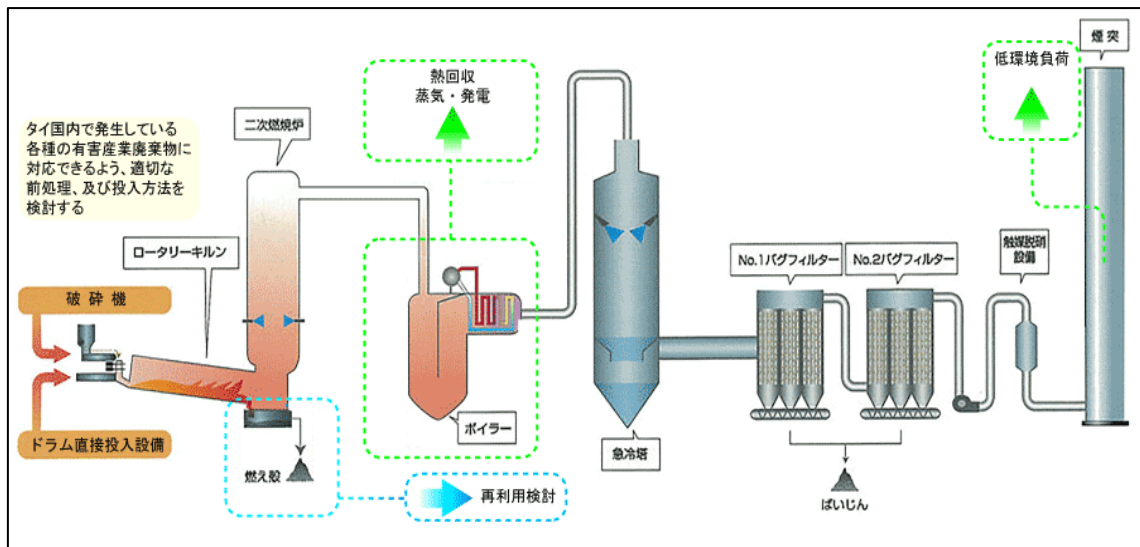 煙突
低環境負荷
熱回収
蒸気・発電
二次燃焼炉
タイ国内で発生している
各種の有害産業廃棄物に
対応できるよう、適切な
前処理、及び投入方法を
検討する
ロータリーキルン
No.1バグフィルター
No.2バグフィルター
触媒脱硝
設備
破砕機
ドラム直接投入設備
ボイラー
急冷塔
燃え殻
再利用検討
ばいじん